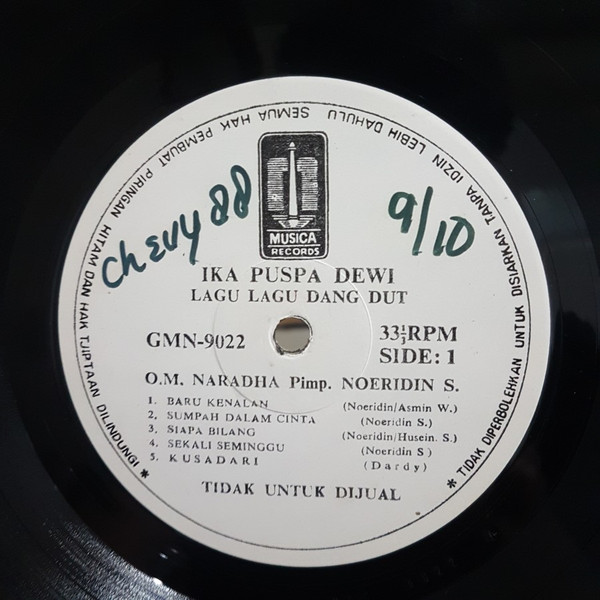 SEMUA HAK PEMBUAT PIRINGAN HITAM DAN HAK TJIPTAAN DILINDUNGI *
* TIDAK DIPERBOLEHKAN UNTUK DISIARKAN TANPA IDZIN LEBIH DAHULU
MUSICA
RECORDS
chevy 88
9/10
IKA PUSPA DEWI
LAGU LAGU DANG DUT
GMN-9022
33⅓RPM
SIDE: 1
O.M. NARADHA Pimp. NOERIDIN S.
1. BARU KENALAN (Noeridin/Asmin W.)
2. SUMPAH DALAM CINTA (Noeridin S.)
3. SIAPA BILANG (Noeridin/Husein. S.)
4. SEKALI SEMINGGU (Noeridin S)
5. KUSADARI (Dardy)
TIDAK UNTUK DIJUAL